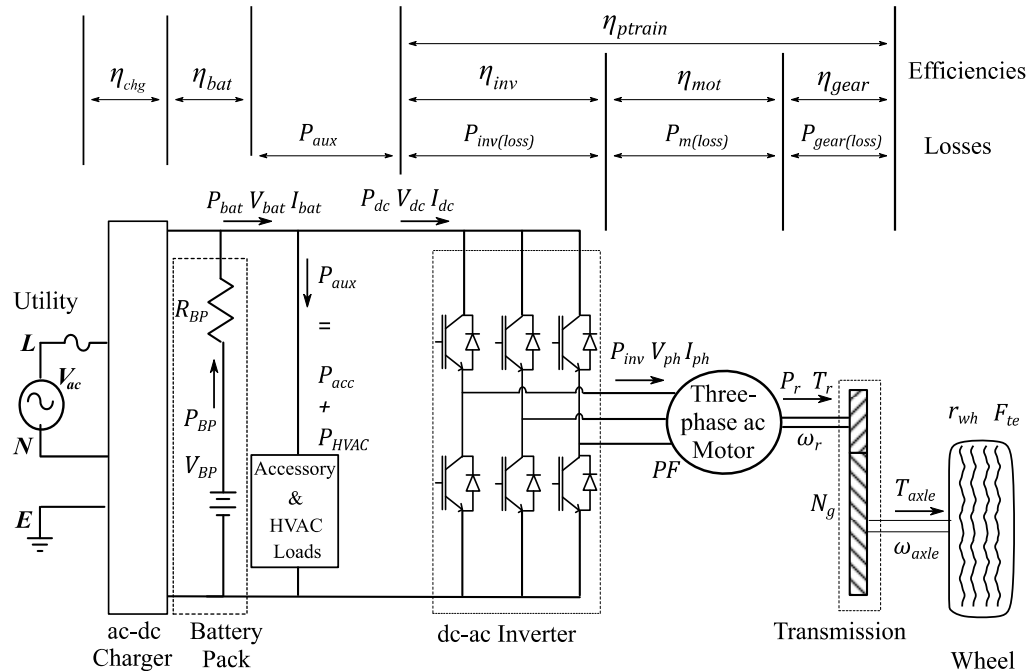 η_ptrain
η_chg η_bat η_inv η_mot η_gear Efficiencies
P_aux P_inv(loss) P_m(loss) P_gear(loss) Losses
P_bat V_bat I_bat P_dc V_dc I_dc
P_aux
=
P_acc
+
P_HVAC
Utility
L
V_ac
N
E
R_BP
P_BP
V_BP
Accessory
&
HVAC
Loads
P_inv V_ph I_ph
Three-
phase ac
Motor
PF
P_r T_r
ω_r
N_g
T_axle
ω_axle
r_wh F_te
ac-dc
Charger
Battery
Pack
dc-ac Inverter
Transmission
Wheel